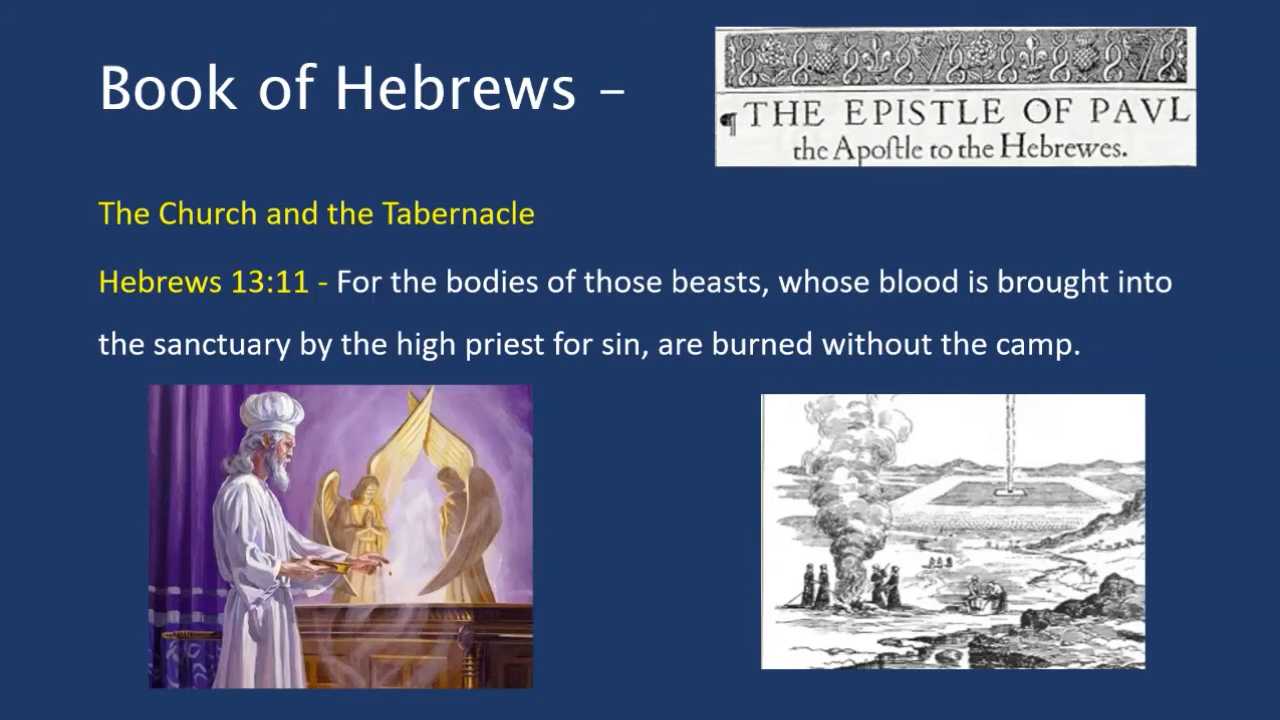 Book of Hebrews –
¶ THE EPISTLE OF PAVL
the Apoſtle to the Hebrewes.
The Church and the Tabernacle
Hebrews 13:11 - For the bodies of those beasts, whose blood is brought into
the sanctuary by the high priest for sin, are burned without the camp.